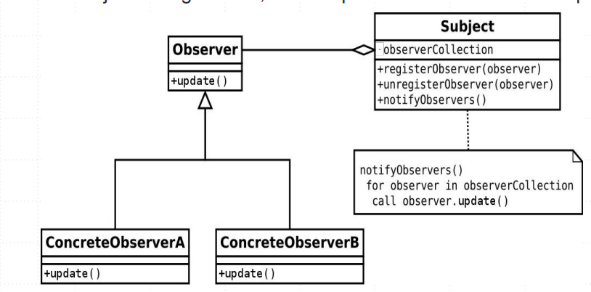 Subject
Observer
observerCollection
+update()
+registerObserver(observer)
+unregisterObserver(observer)
+notifyObservers()
notifyObservers()
for observer in observerCollection
call observer.update()
ConcreteObserverA
+update()
ConcreteObserverB
+update()